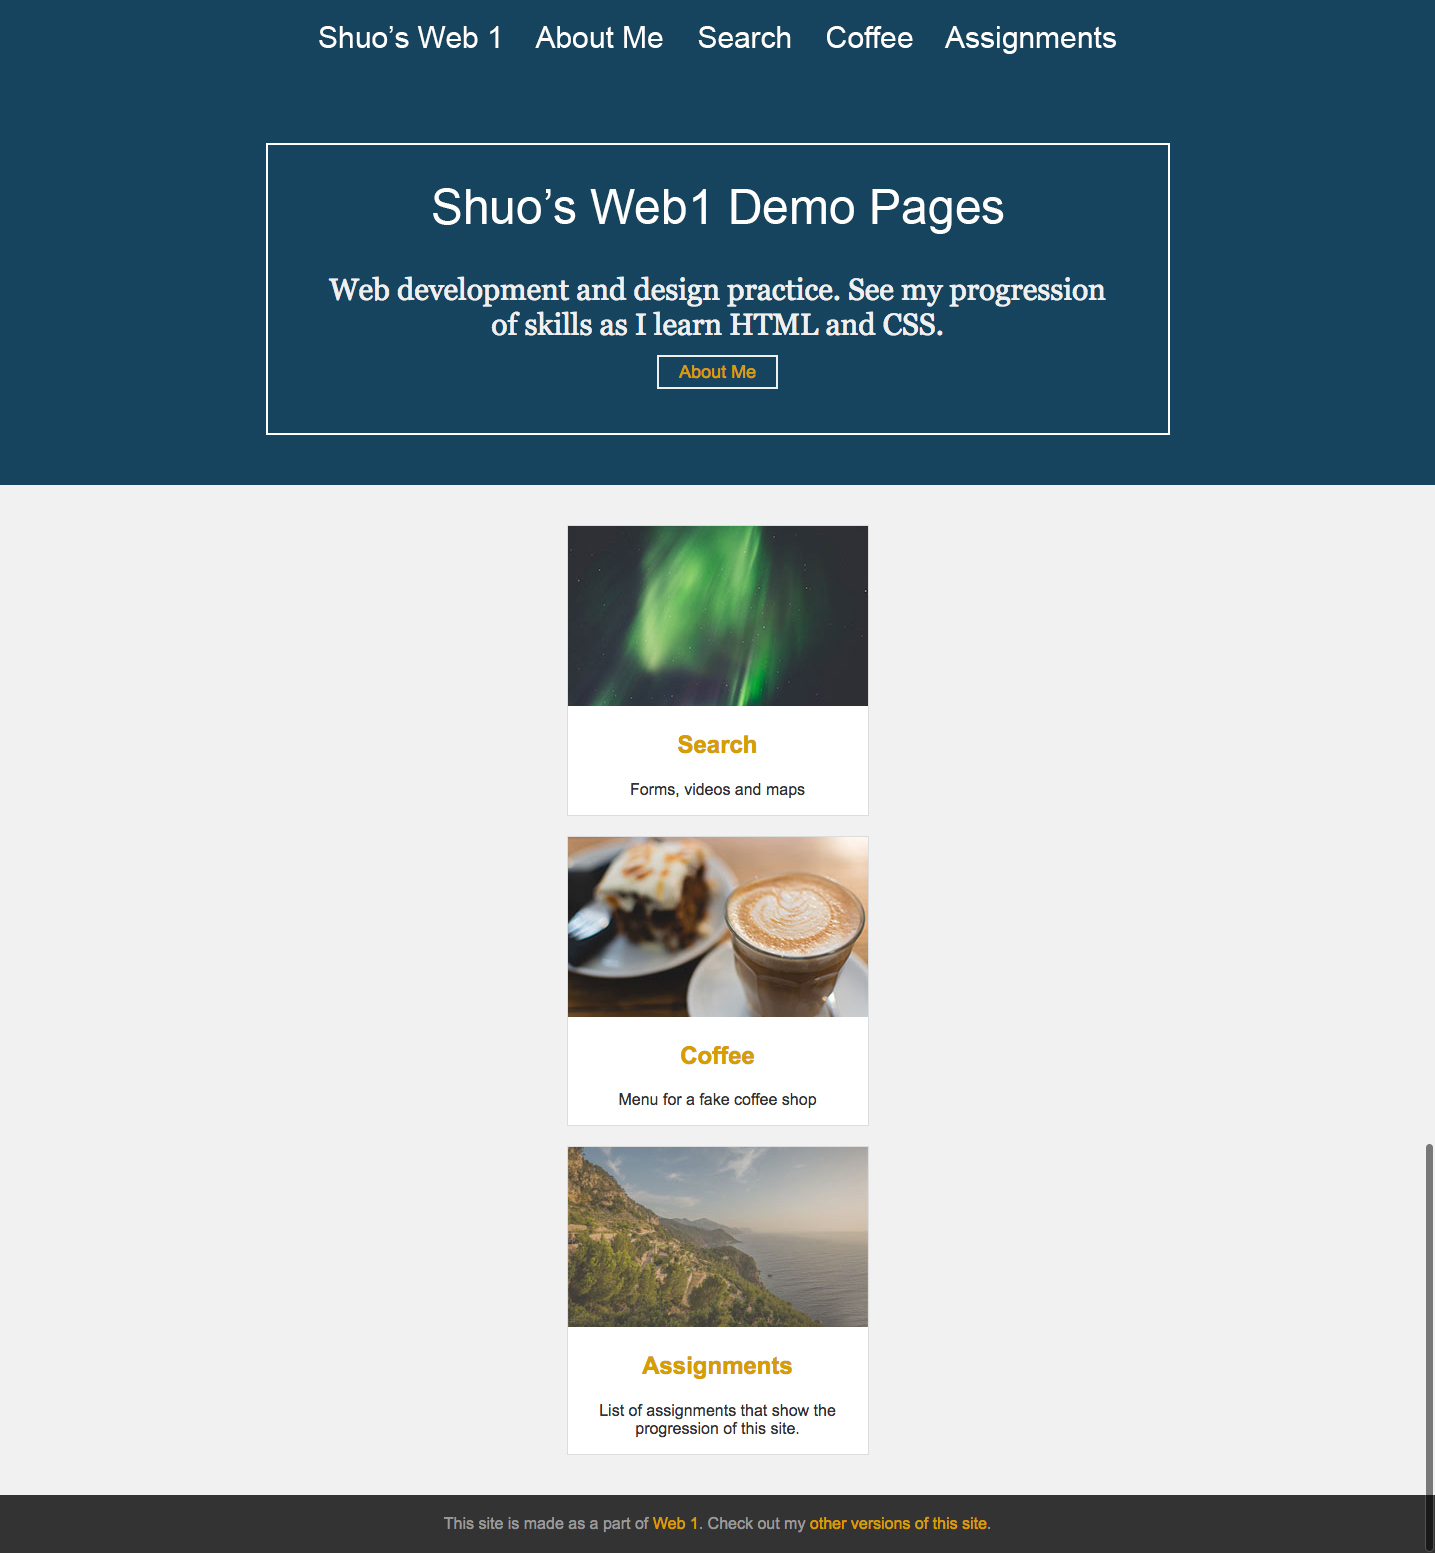 Shuo’s Web 1 About Me Search Coffee Assignments
Shuo’s Web1 Demo Pages
Web development and design practice. See my progression
of skills as I learn HTML and CSS.
About Me
Search
Forms, videos and maps
Coffee
Menu for a fake coffee shop
Assignments
List of assignments that show the
progression of this site.
This site is made as a part of Web 1. Check out my other versions of this site.